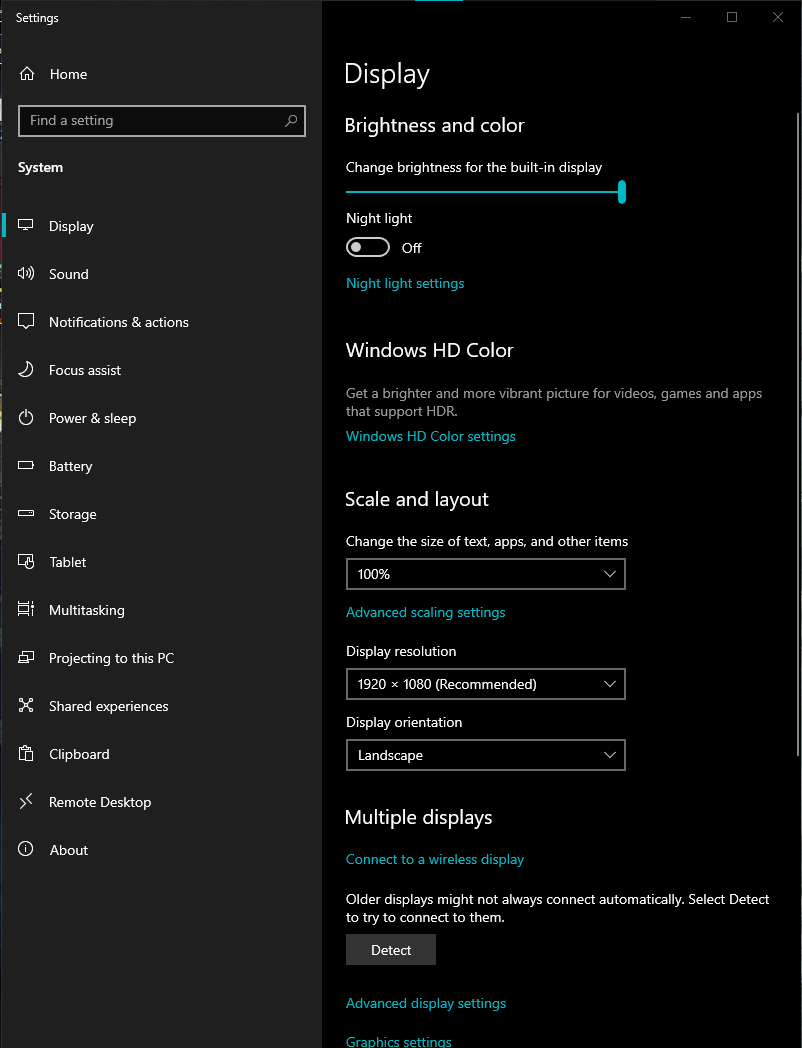 Settings
Home
Find a setting
System
Display
Sound
Notifications & actions
Focus assist
Power & sleep
Battery
Storage
Tablet
Multitasking
Projecting to this PC
Shared experiences
Clipboard
Remote Desktop
About
Display
Brightness and color
Change brightness for the built-in display
Night light
Off
Night light settings
Windows HD Color
Get a brighter and more vibrant picture for videos, games and apps
that support HDR.
Windows HD Color settings
Scale and layout
Change the size of text, apps, and other items
100%
Advanced scaling settings
Display resolution
1920 × 1080 (Recommended)
Display orientation
Landscape
Multiple displays
Connect to a wireless display
Older displays might not always connect automatically. Select Detect
to try to connect to them.
Detect
Advanced display settings
Graphics settings